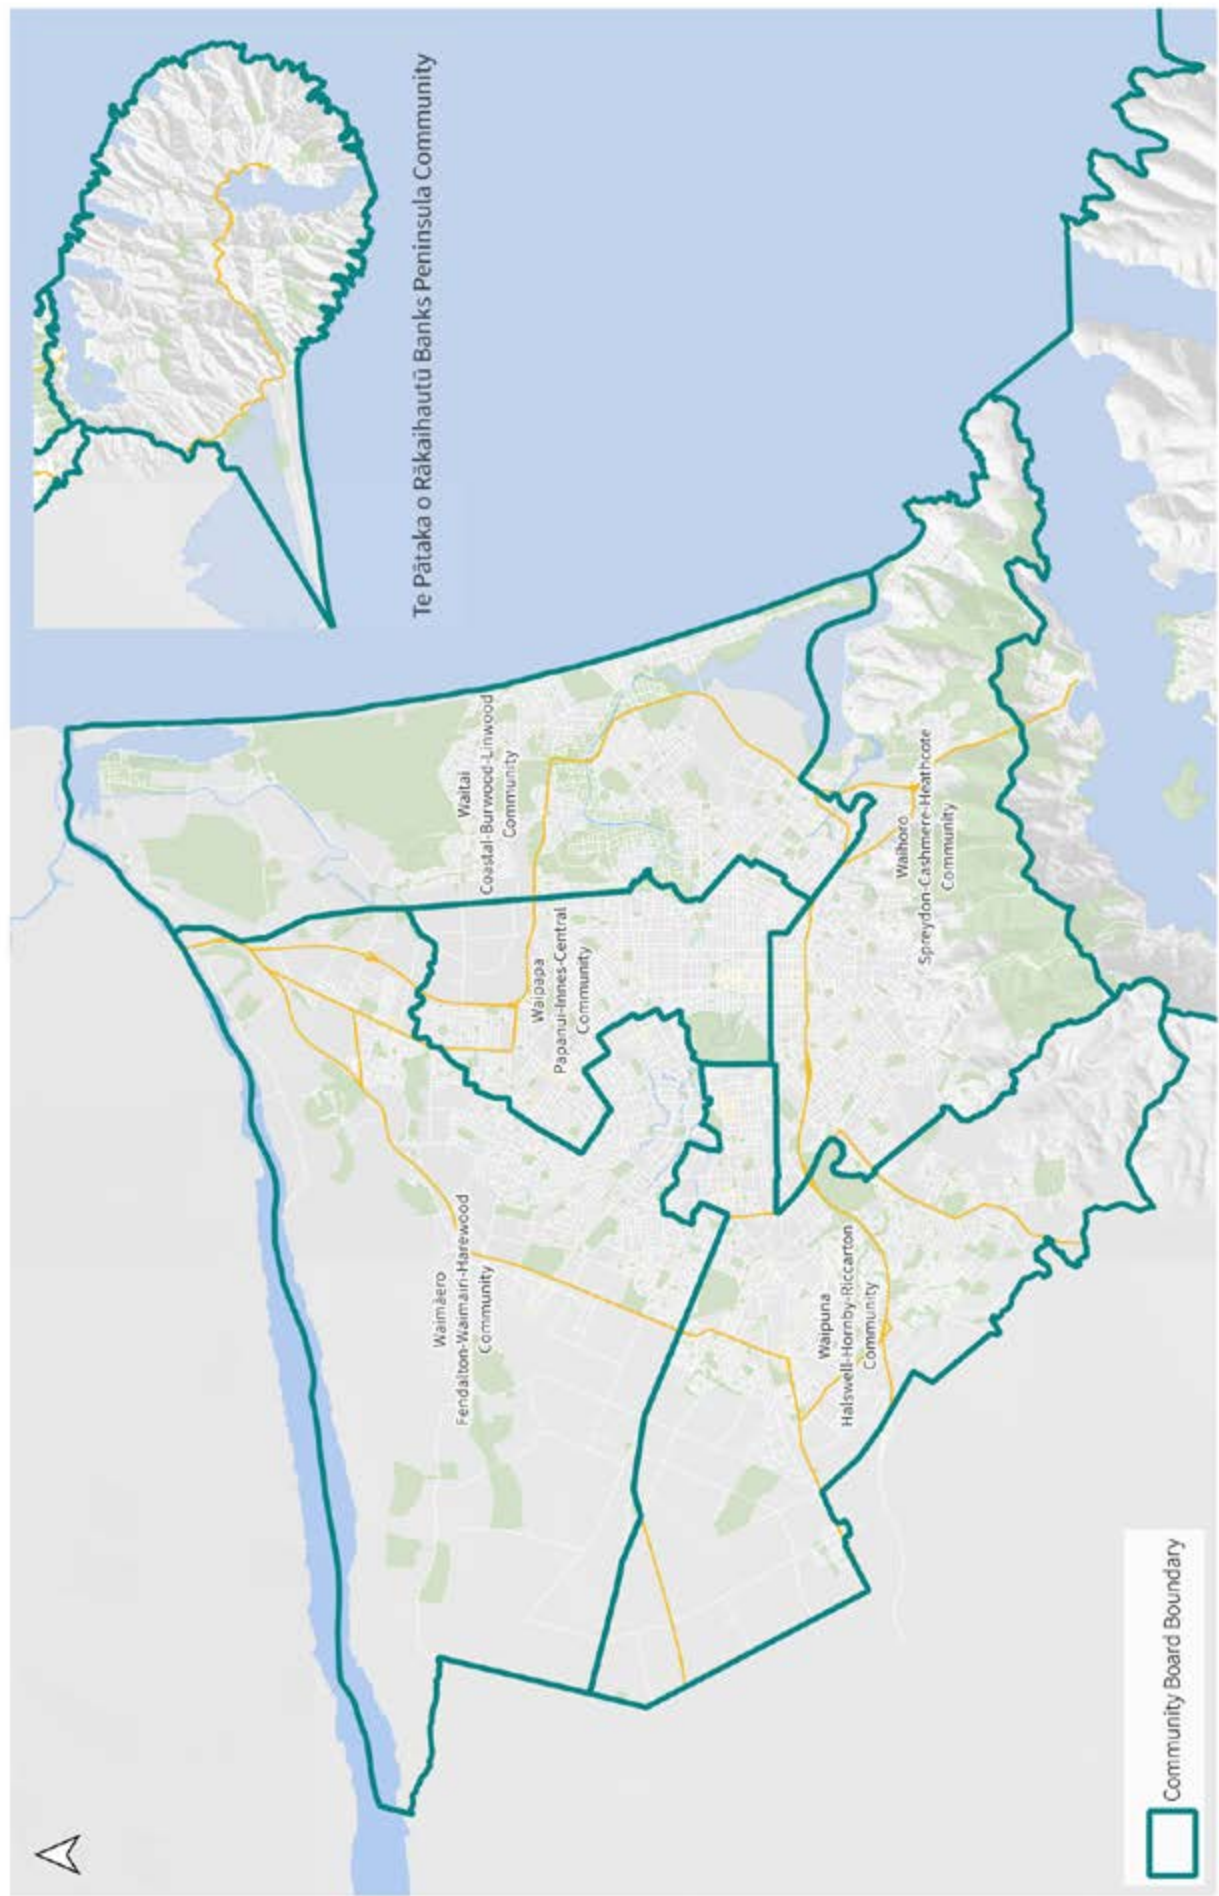 Te Pātaka o Rākaihautū Banks Peninsula Community
Waitai
Coastal-Burwood-Linwood
Community
Waipapa
Papanui-Innes-Central
Community
Waimāero
Fendalton-Waimairi-Harewood
Community
Waihoro
Spreydon-Cashmere-Heathcote
Community
Waipuna
Halswell-Hornby-Riccarton
Community
Community Board Boundary